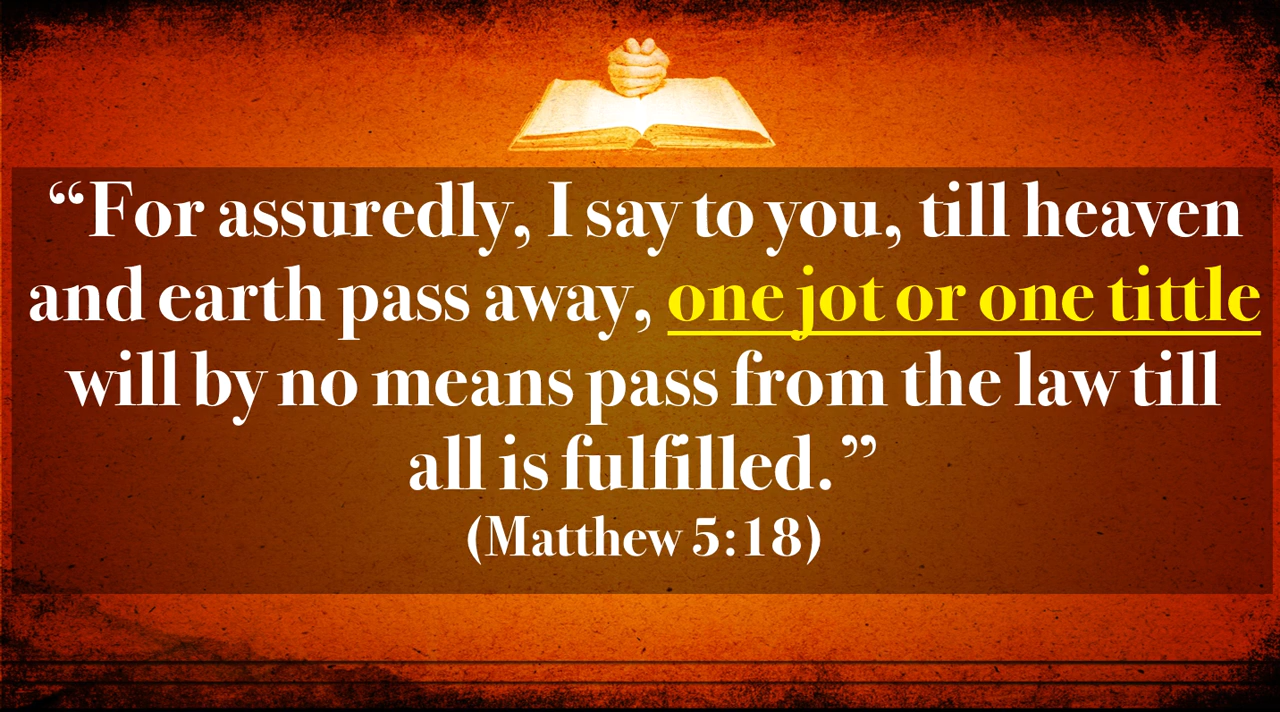 “For assuredly, I say to you, till heaven
and earth pass away, one jot or one tittle
will by no means pass from the law till
all is fulfilled.”
(Matthew 5:18)